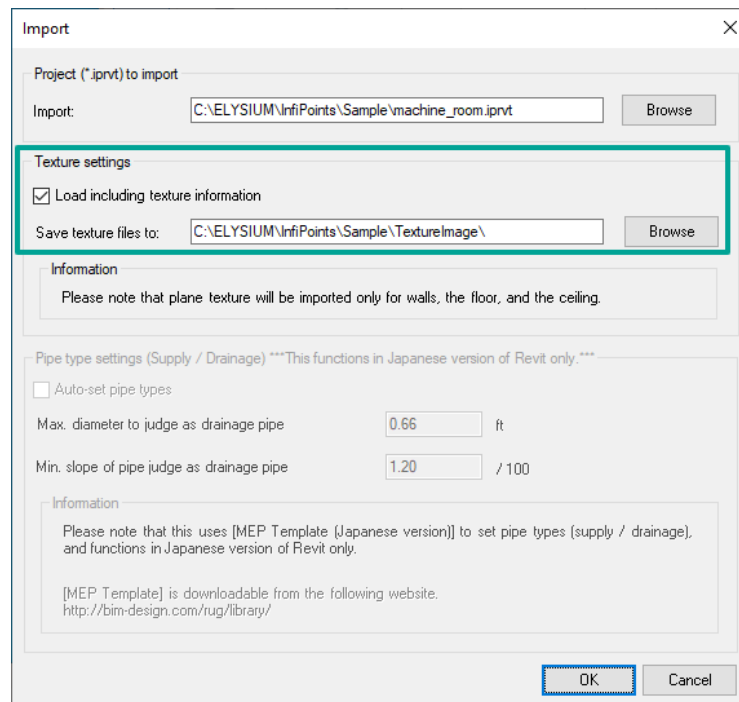 Import
Project (*.iprvt) to import
Import: C:\ELYSIUM\InfiPoints\Sample\machine_room.iprvt Browse
Texture settings
Load including texture information
Save texture files to: C:\ELYSIUM\InfiPoints\Sample\TextureImage\ Browse
Information
Please note that plane texture will be imported only for walls, the floor, and the ceiling.
Pipe type settings (Supply / Drainage) ***This functions in Japanese version of Revit only.***
Auto-set pipe types
Max. diameter to judge as drainage pipe 0.66 ft
Min. slope of pipe judge as drainage pipe 1.20 / 100
Information
Please note that this uses [MEP Template (Japanese version)] to set pipe types (supply / drainage),
and functions in Japanese version of Revit only.
[MEP Template] is downloadable from the following website.
http://bim-design.com/rug/library/
OK Cancel